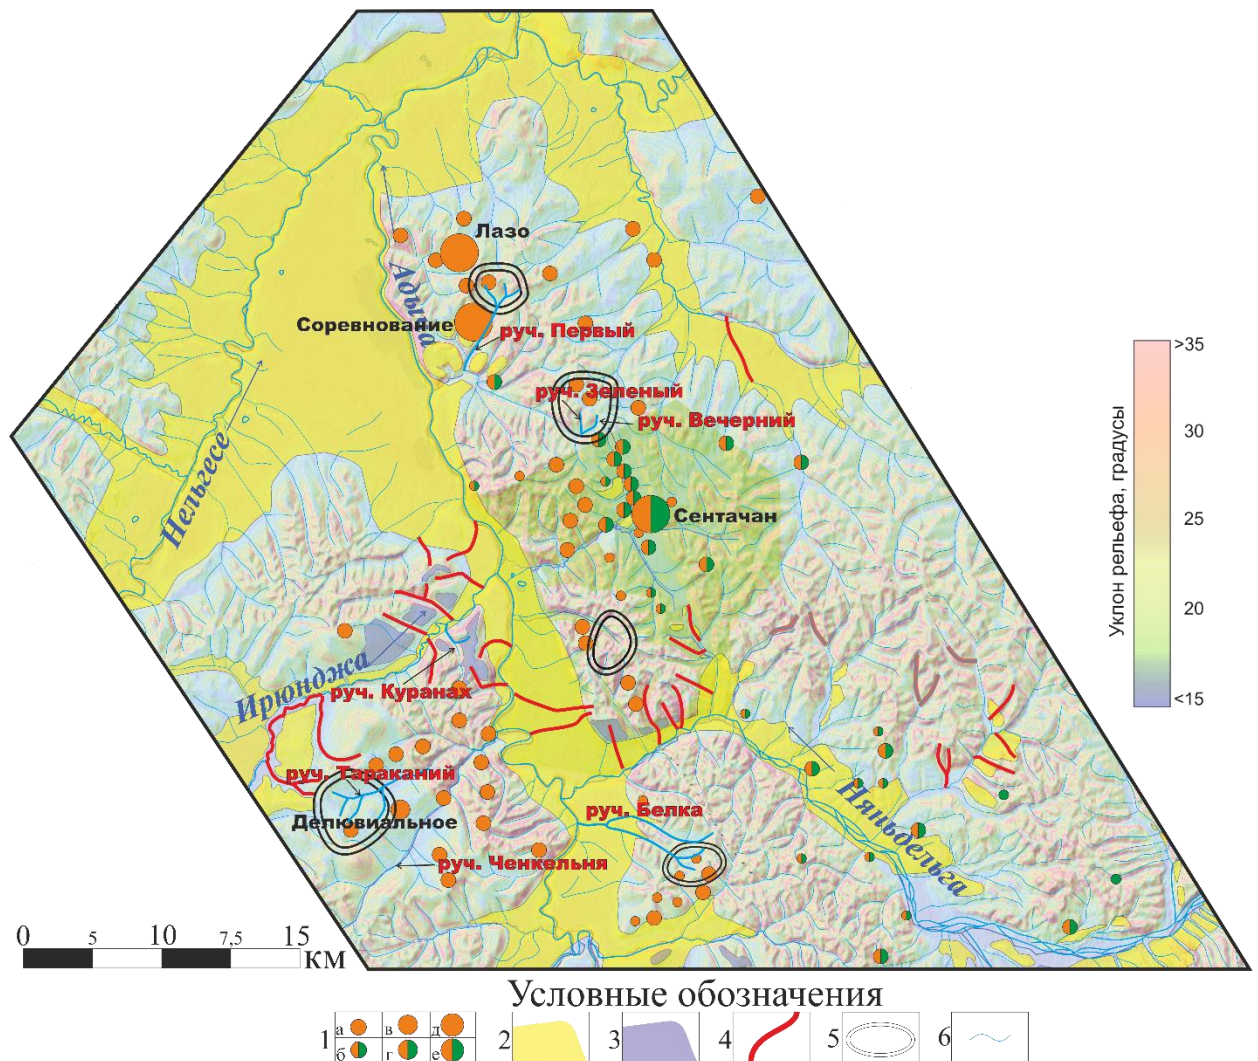 Лазо
Адыча
Соревнование
руч. Первый
>35
Уклон рельефа, градусы
30
25
20
<15
руч. Зеленый
руч. Вечерний
Нельгесе
Сентачан
Ирюнджа
руч. Куранах
руч. Тараканий
Делювиальное
руч. Белка
Няньдельга
руч. Ченкельня
0 5 10 7,5 15
км
Условные обозначения
1 а в д 2 3 4 5 6
б г е